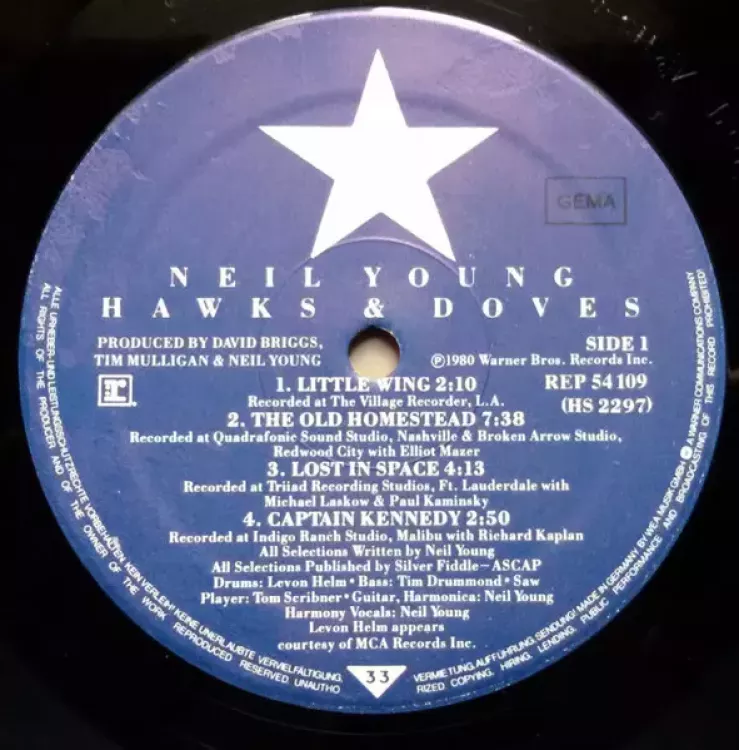 GEMA
NEIL YOUNG
HAWKS & DOVES
PRODUCED BY DAVID BRIGGS,
TIM MULLIGAN & NEIL YOUNG
SIDE 1
℗1980 Warner Bros. Records Inc.
r
REP 54 109
(HS 2297)
1. LITTLE WING 2:10
Recorded at The Village Recorder, L.A.
2. THE OLD HOMESTEAD 7:38
Recorded at Quadrafonic Sound Studio, Nashville & Broken Arrow Studio,
Redwood City with Elliot Mazer
3. LOST IN SPACE 4:13
Recorded at Triiad Recording Studios, Ft. Lauderdale with
Michael Laskow & Paul Kaminsky
4. CAPTAIN KENNEDY 2:50
Recorded at Indigo Ranch Studio, Malibu with Richard Kaplan
All Selections Written by Neil Young
All Selections Published by Silver Fiddle–ASCAP
Drums: Levon Helm • Bass: Tim Drummond • Saw
Player: Tom Scribner • Guitar, Harmonica: Neil Young
Harmony Vocals: Neil Young
Levon Helm appears
courtesy of MCA Records Inc.
33
ALLE URHEBER- UND LEISTUNGSSCHUTZRECHTE VORBEHALTEN. KEIN VERLEIH! KEINE UNERLAUBTE VERVIELFÄLTIGUNG,
VERMIETUNG, AUFFÜHRUNG, SENDUNG! MADE IN GERMANY BY WEA MUSIK GMBH A WARNER COMMUNICATIONS COMPANY
ALL RIGHTS OF THE PRODUCER AND OF THE OWNER OF THE WORK REPRODUCED RESERVED. UNAUTHO
RIZED COPYING, HIRING, LENDING, PUBLIC PERFORMANCE AND BROADCASTING OF THIS RECORD PROHIBITED!